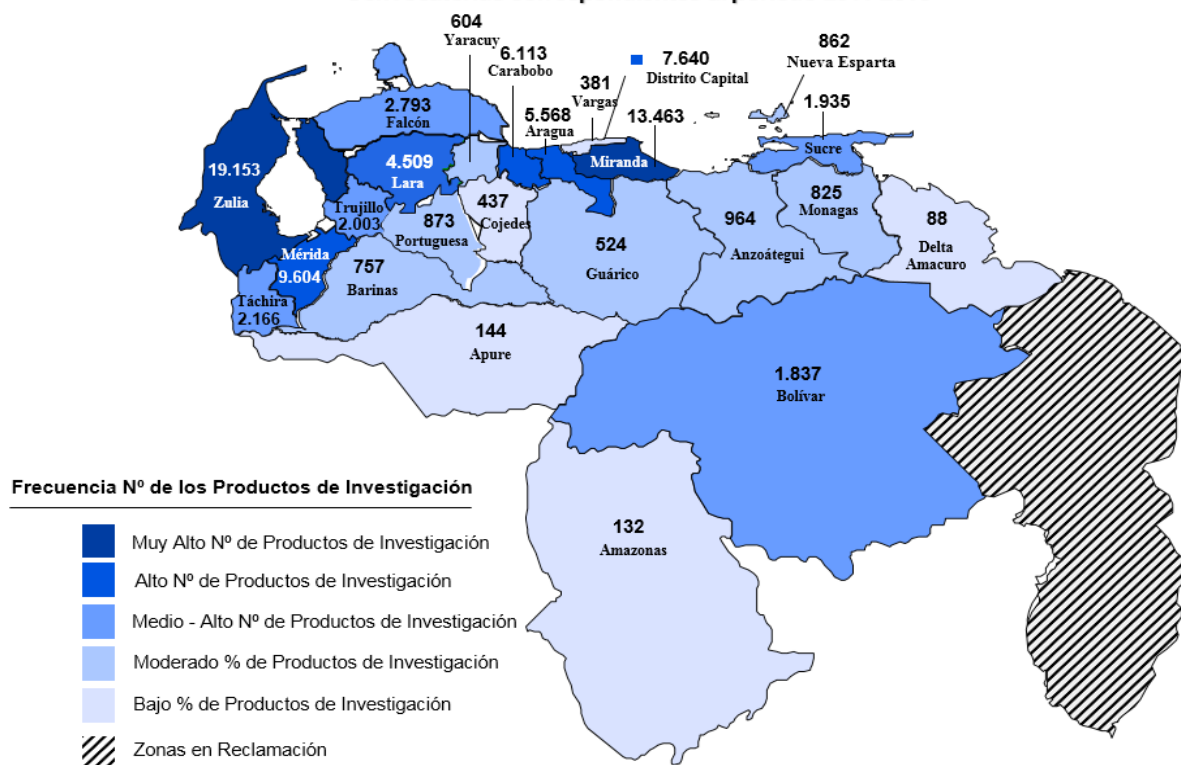 604
Yaracuy
6.113
Carabobo
7.640
Distrito Capital
862
Nueva Esparta
381
Vargas
5.568
Aragua
13.463
1.935
2.793
Falcón
Miranda
Sucre
19.153
Zulia
4.509
Lara
437
Cojedes
825
Monagas
Trujillo
2.003
873
Portuguesa
964
Anzoátegui
88
Delta
Amacuro
524
Guárico
Mérida
9.604
757
Barinas
Táchira
2.166
144
Apure
1.837
Bolívar
132
Amazonas
Frecuencia Nº de los Productos de Investigación
Muy Alto Nº de Productos de Investigación
Alto Nº de Productos de Investigación
Medio - Alto Nº de Productos de Investigación
Moderado % de Productos de Investigación
Bajo % de Productos de Investigación
Zonas en Reclamación